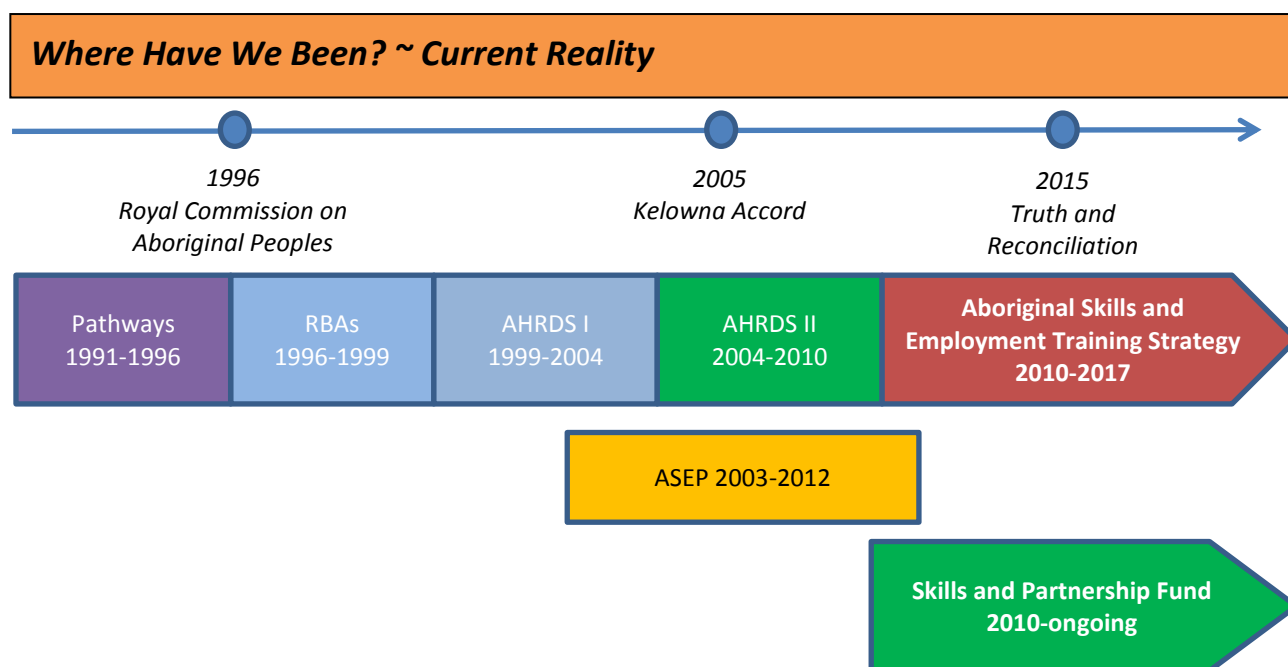 Where Have We Been? ~ Current Reality
1996
Royal Commission on
Aboriginal Peoples
2005
Kelowna Accord
2015
Truth and
Reconciliation
Pathways
1991-1996
RBAs
1996-1999
AHRDS I
1999-2004
AHRDS II
2004-2010
Aboriginal Skills and
Employment Training Strategy
2010-2017
ASEP 2003-2012
Skills and Partnership Fund
2010-ongoing